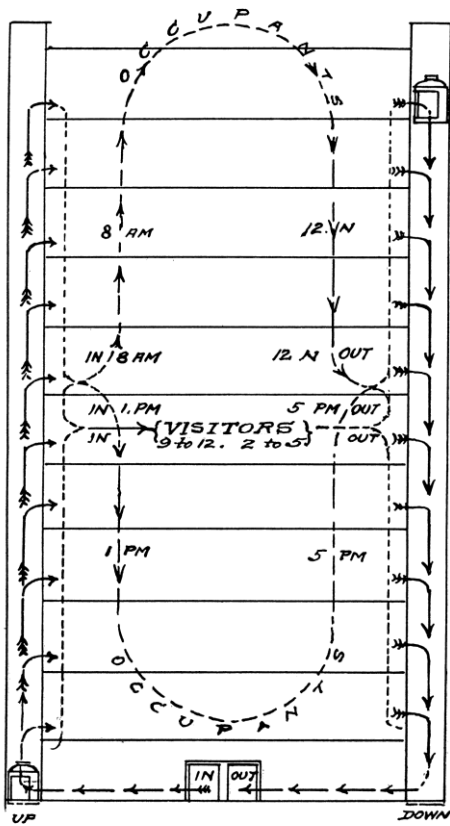 OCCUPANTS
8 AM
12 N
IN 8 AM
12 N OUT
IN 1 PM
5 PM OUT
IN
{VISITORS}
OUT
9 to 12. 2 to 5
1 PM
5 PM
OCCUPANTS
IN
OUT
UP
DOWN